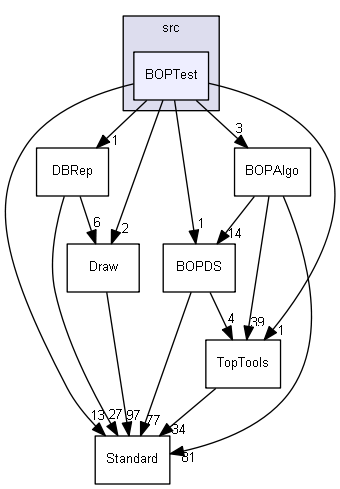 src
BOPTest
1
3
DBRep
BOPAlgo
6
2
1
14
Draw
BOPDS
4
39
1
TopTools
13
27
97
77
34
81
Standard